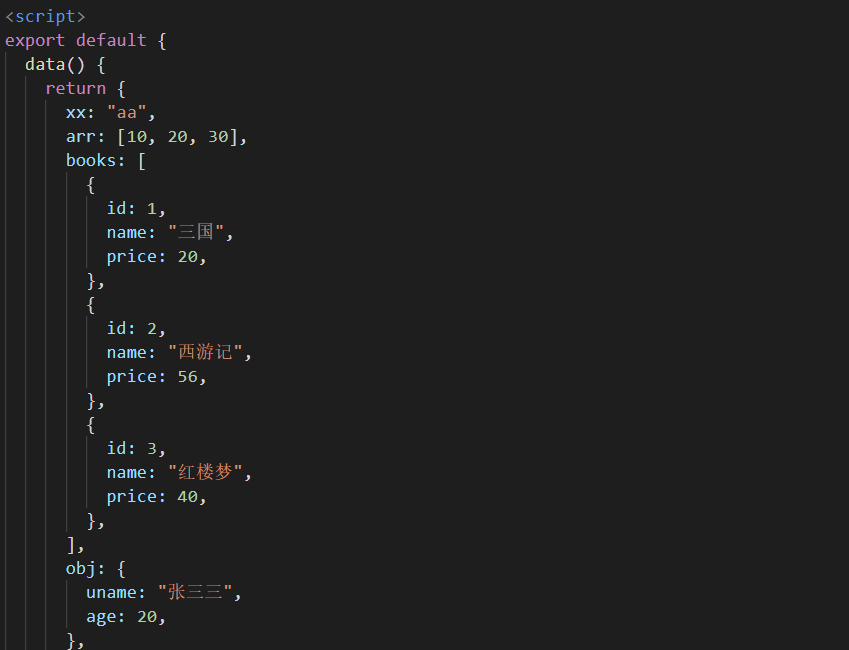 <script>
export default {
data() {
return {
xx: "aa",
arr: [10, 20, 30],
books: [
{
id: 1,
name: "三国",
price: 20,
},
{
id: 2,
name: "西游记",
price: 56,
},
{
id: 3,
name: "红楼梦",
price: 40,
},
],
obj: {
uname: "张三三",
age: 20,
},